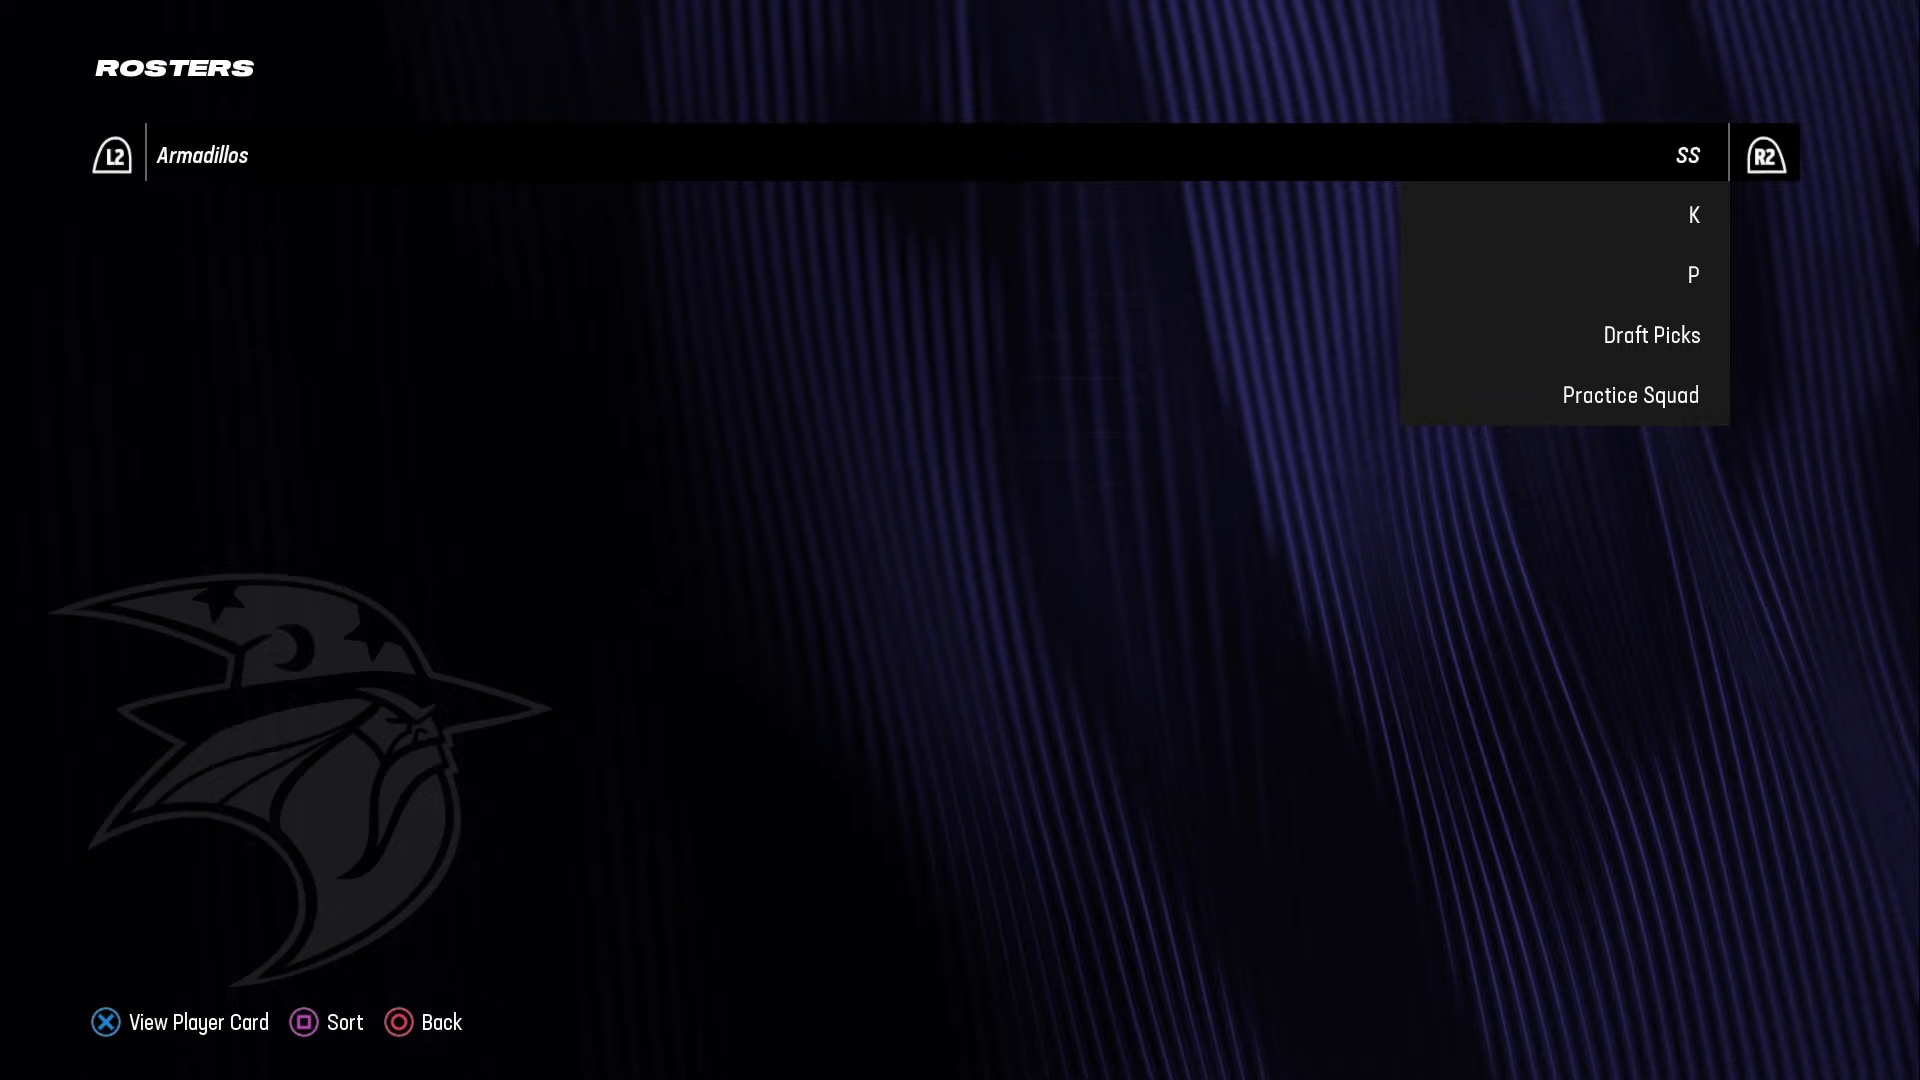 ROSTERS
L2 Armadillos SS R2
K
P
Draft Picks
Practice Squad
View Player Card Sort Back